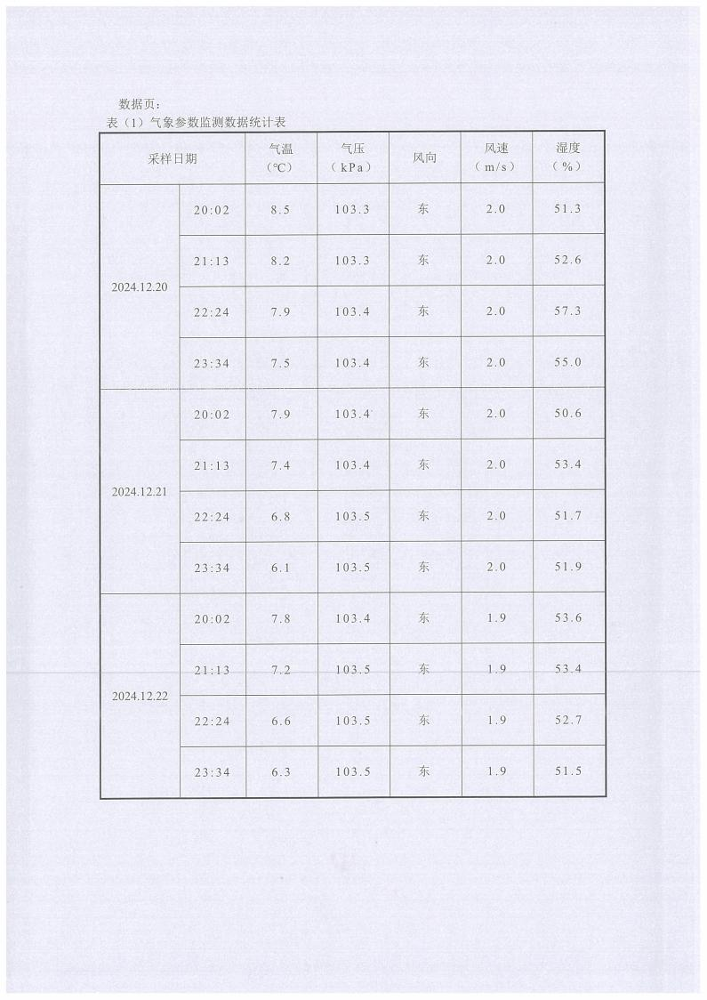 数据页：
表（1）气象参数监测数据统计表
采样日期 气温（℃） 气压（kPa） 风向 风速（m/s） 湿度（%）
2024.12.20
20:02 8.5 103.3 东 2.0 51.3
21:13 8.2 103.3 东 2.0 52.6
22:24 7.9 103.4 东 2.0 57.3
23:34 7.5 103.4 东 2.0 55.0
2024.12.21
20:02 7.9 103.4 东 2.0 50.6
21:13 7.4 103.4 东 2.0 53.4
22:24 6.8 103.5 东 2.0 51.7
23:34 6.1 103.5 东 2.0 51.9
2024.12.22
20:02 7.8 103.4 东 1.9 53.6
21:13 7.2 103.5 东 1.9 53.4
22:24 6.6 103.5 东 1.9 52.7
23:34 6.3 103.5 东 1.9 51.5